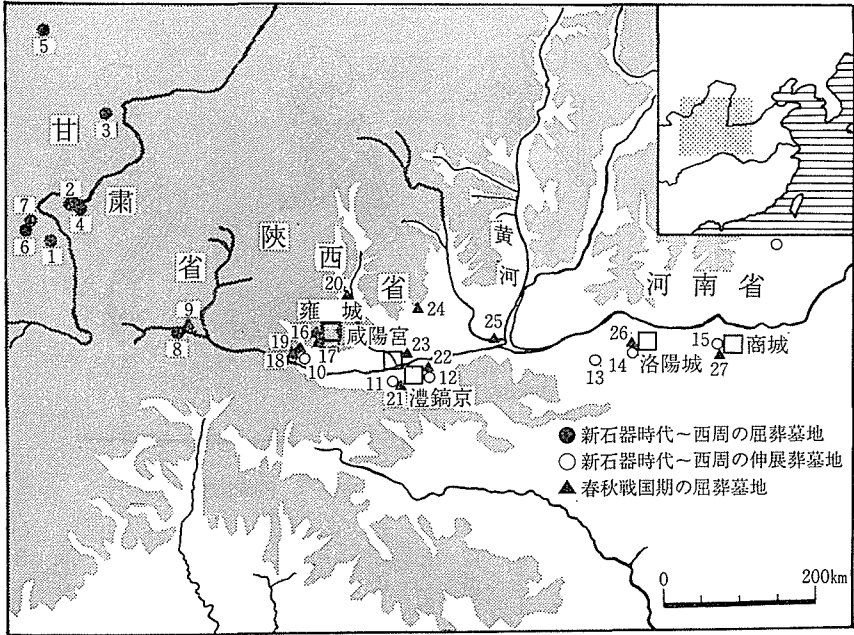 甘肅省
陝西省
河南省
黄河
雍城
咸陽宮
灃鎬京
洛陽城
商城
5
3
2
4
7
6
1
9
8
20
24
16
17
19
18
10
23
22
11
12
21
25
26
13
14
15
27
● 新石器時代~西周の屈葬墓地
○ 新石器時代~西周の伸展葬墓地
▲ 春秋戦国期の屈葬墓地
0 200km